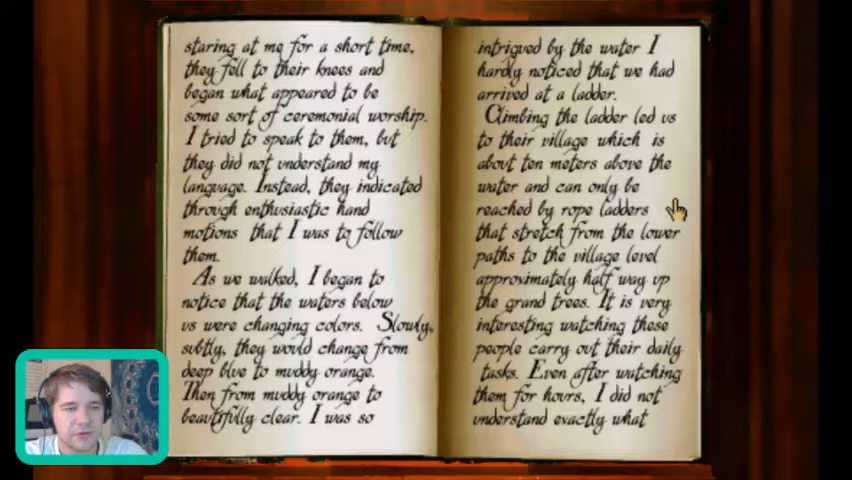 staring at me for a short time,
they fell to their knees and
began what appeared to be
some sort of ceremonial worship.
I tried to speak to them, but
they did not understand my
language. Instead, they indicated
through enthusiastic hand
motions that I was to follow
them.
As we walked, I began to
notice that the waters below
us were changing colors. Slowly,
subtly, they would change from
deep blue to muddy orange.
Then from muddy orange to
beautifully clear. I was so
intrigued by the water I
hardly noticed that we had
arrived at a ladder.
Climbing the ladder led us
to their village which is
about ten meters above the
water and can only be
reached by rope ladders
that stretch from the lower
paths to the village level
approximately half way up
the grand trees. It is very
interesting watching these
people carry out their daily
tasks. Even after watching
them for hours, I did not
understand exactly what